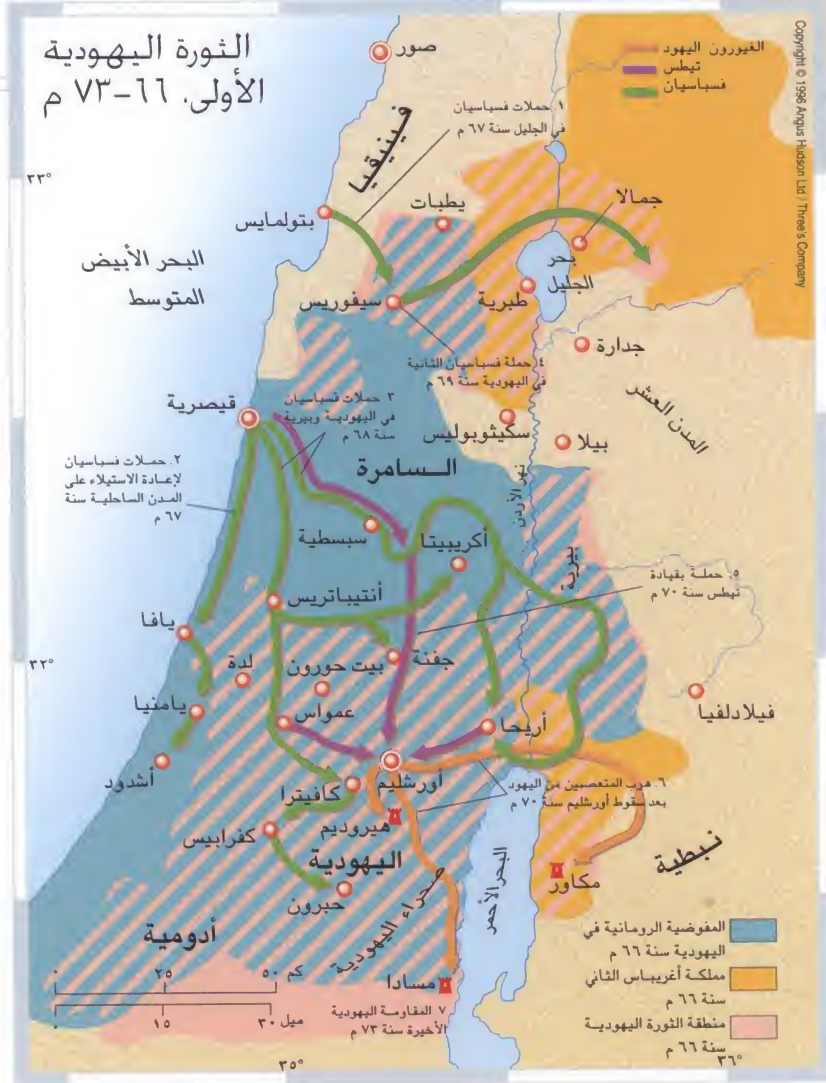 الثورة اليهودية
الأولى، ٦٦–٧٣ م
الغيورون اليهود
تيطس
فسباسيان
Copyright © 1996 Angus Hudson Ltd / Three's Company
صور
فينيقيا
١. حملات فسباسيان
في الجليل سنة ٦٧ م
٣٣°
بتولمايس
يطبات
جمالا
البحر الأبيض
المتوسط
بحر
الجليل
سيفوريس
طبرية
جدارة
٤. حملة فسباسيان الثانية
في اليهودية سنة ٦٩ م
المدن العشر
قيصرية
٣. حملات فسباسيان
في اليهودية وبيرية
سنة ٦٨ م
سكيثوبوليس
بيلا
٢. حملات فسباسيان
لإعادة الاستيلاء على
المدن الساحلية سنة
٦٧ م
السامرة
نهر الأردن
سبسطية
أكريبيتا
بيرية
٥. حملة بقيادة
تيطس سنة ٧٠ م
أنتيباتريس
يافا
٣٢°
لدة
بيت حورون
جفنة
فيلادلفيا
يامنيا
عمواس
أريحا
أشدود
أورشليم
كافيترا
٦. هرب المتعصبين من اليهود
بعد سقوط أورشليم سنة ٧٠ م
هيروديم
كفرابيس
اليهودية
نبطية
مكاور
حبرون
البحر الأحمر
صحراء اليهودية
أدومية
المفوضية الرومانية في
اليهودية سنة ٦٦ م
مملكة أغريباس الثاني
سنة ٦٦ م
منطقة الثورة اليهودية
سنة ٦٦ م
٠ 25 ٥٠ كم
٠ ١٥ ٣٠ ميل
مسادا
٧. المقاومة اليهودية
الأخيرة سنة ٧٣ م
٣٥°
٣٦°